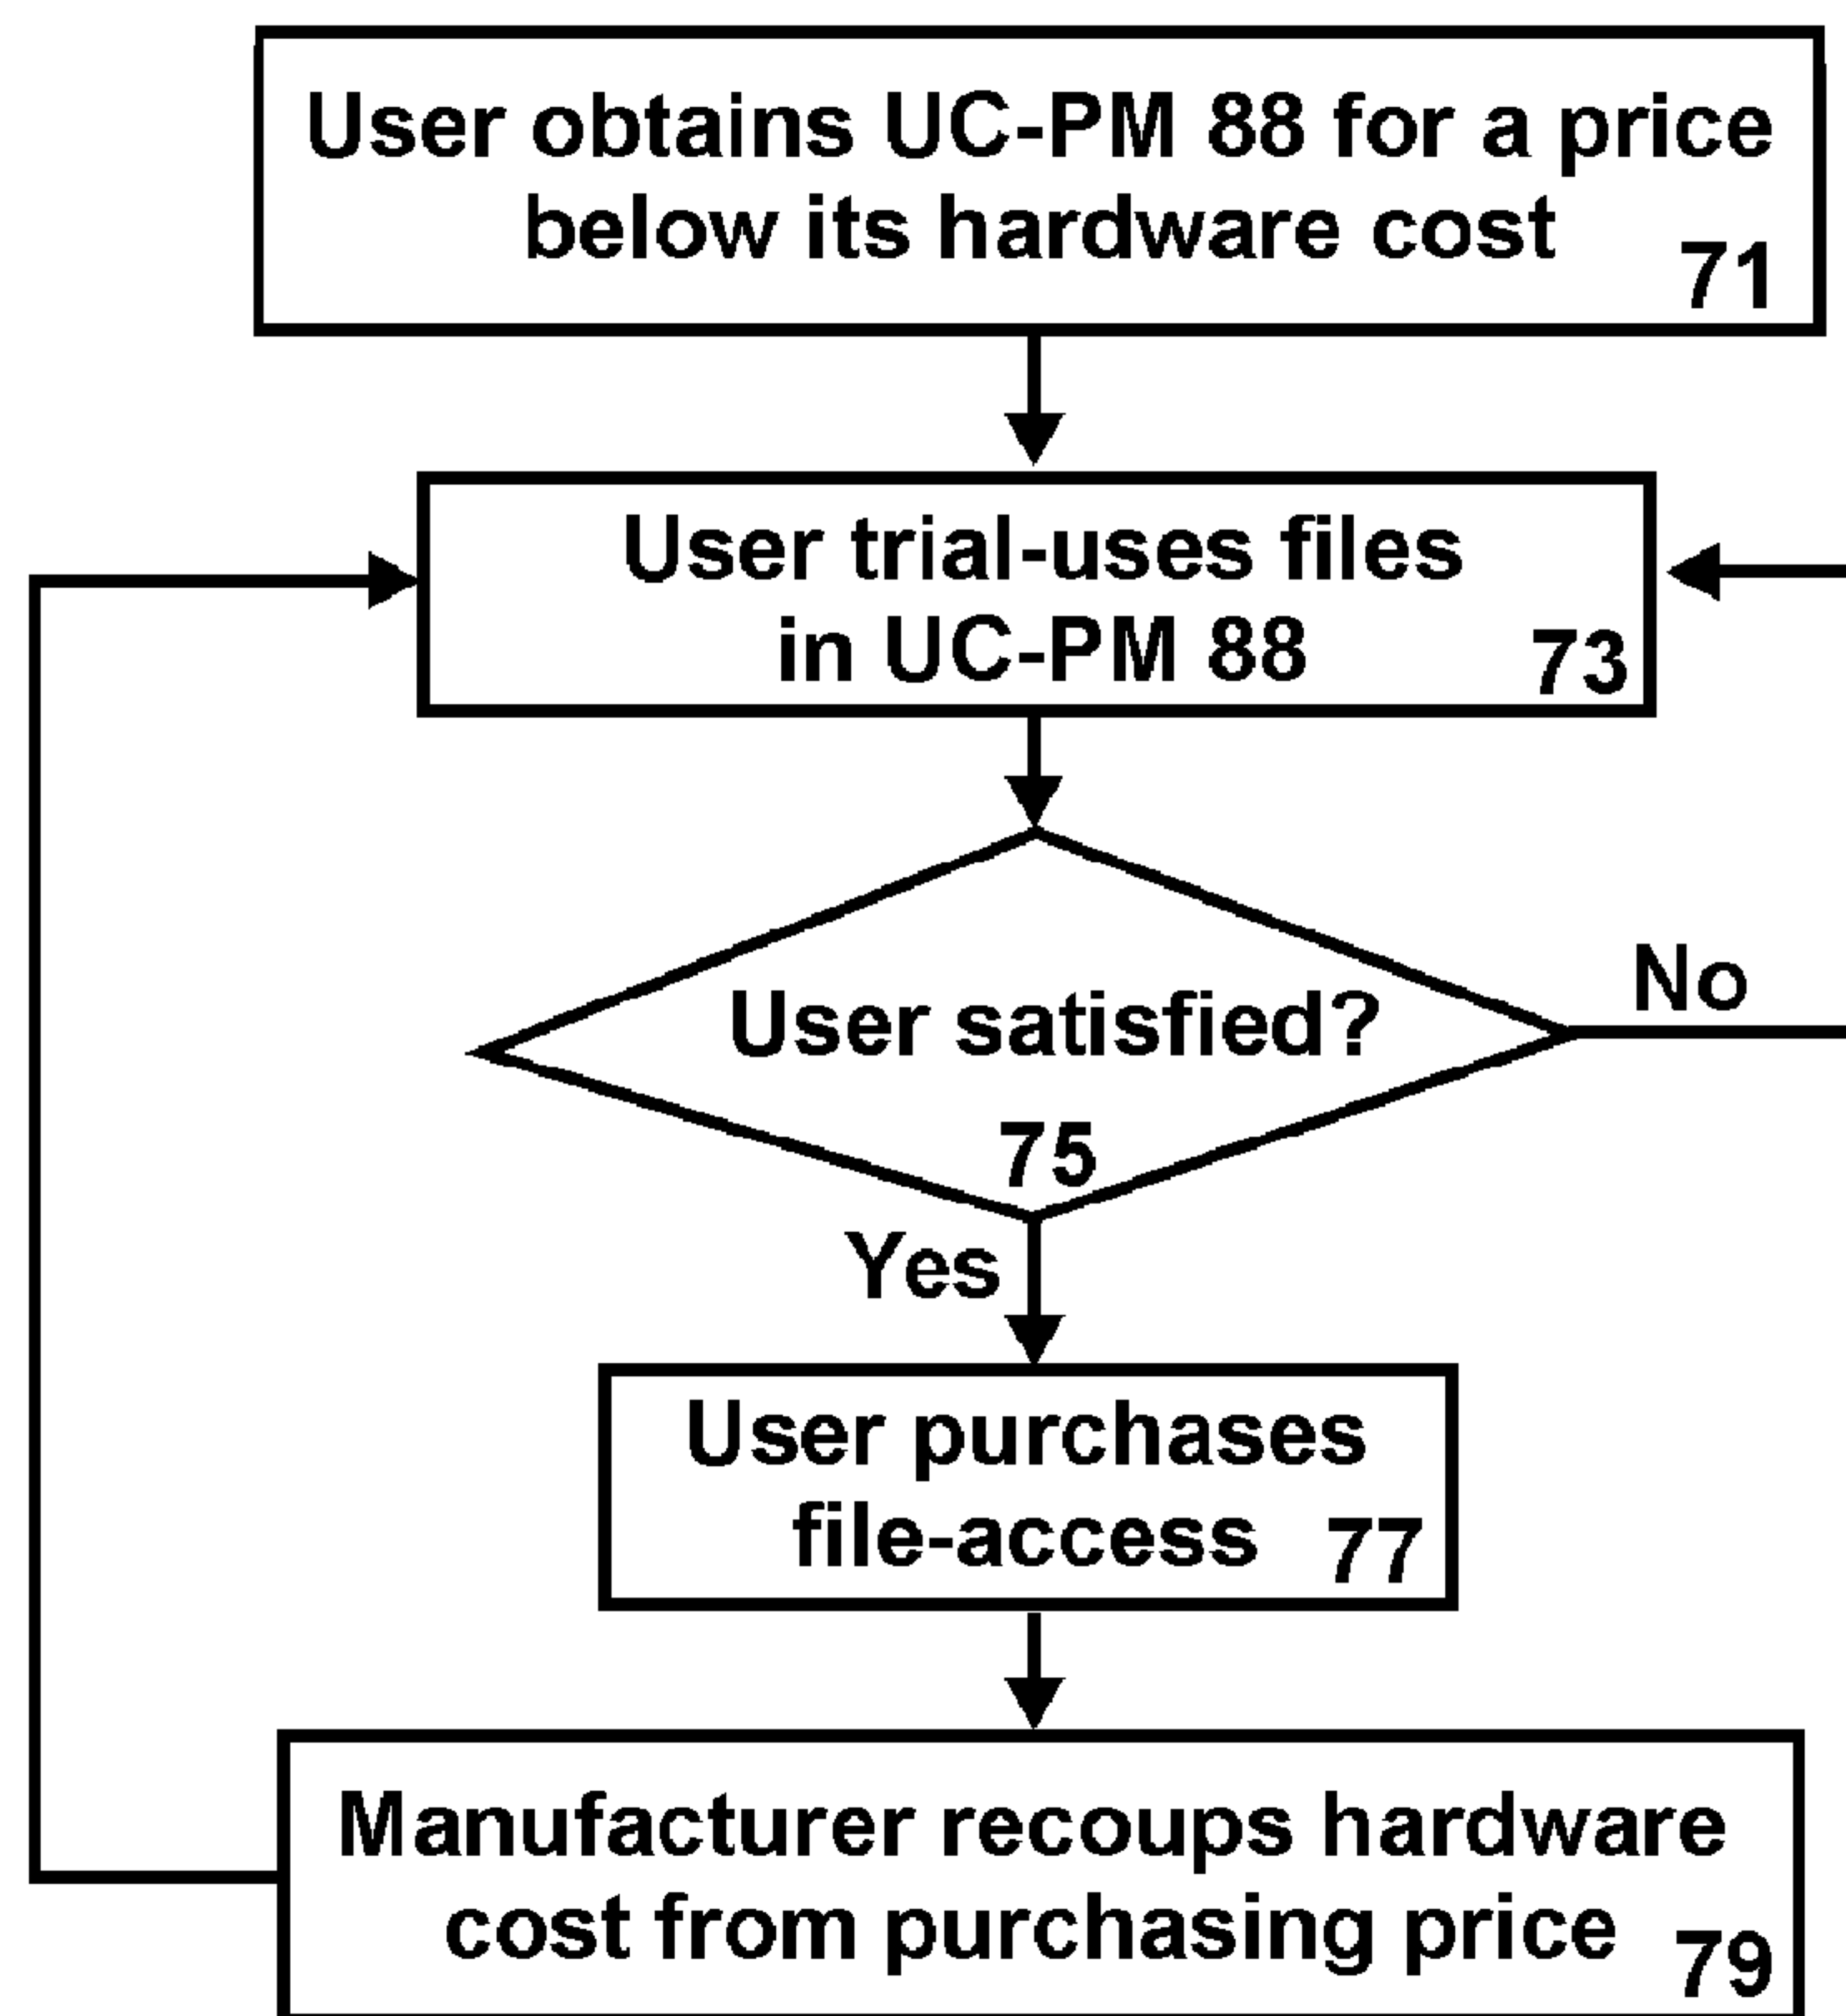 User obtains UC-PM 88 for a price
below its hardware cost
71
User trial-uses files
in UC-PM 88
73
No
User satisfied?
75
Yes
User purchases
file-access
77
Manufacturer recoups hardware
cost from purchasing price
79